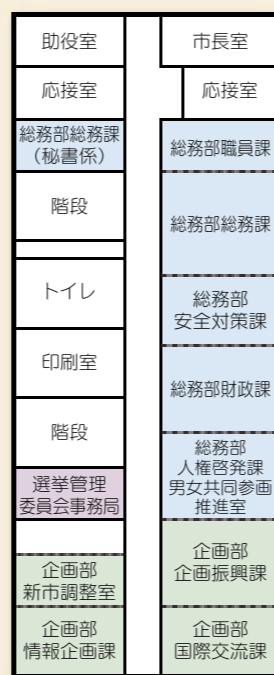 助役室
応接室
総務部総務課
(秘書係)
階段
トイレ
印刷室
階段
選挙管理
委員会事務局
企画部
新市調整室
企画部
情報企画課
市長室
応接室
総務部職員課
総務部総務課
総務部
安全対策課
総務部財政課
総務部
人権啓発課
男女共同参画
推進室
企画部
企画振興課
企画部
国際交流課